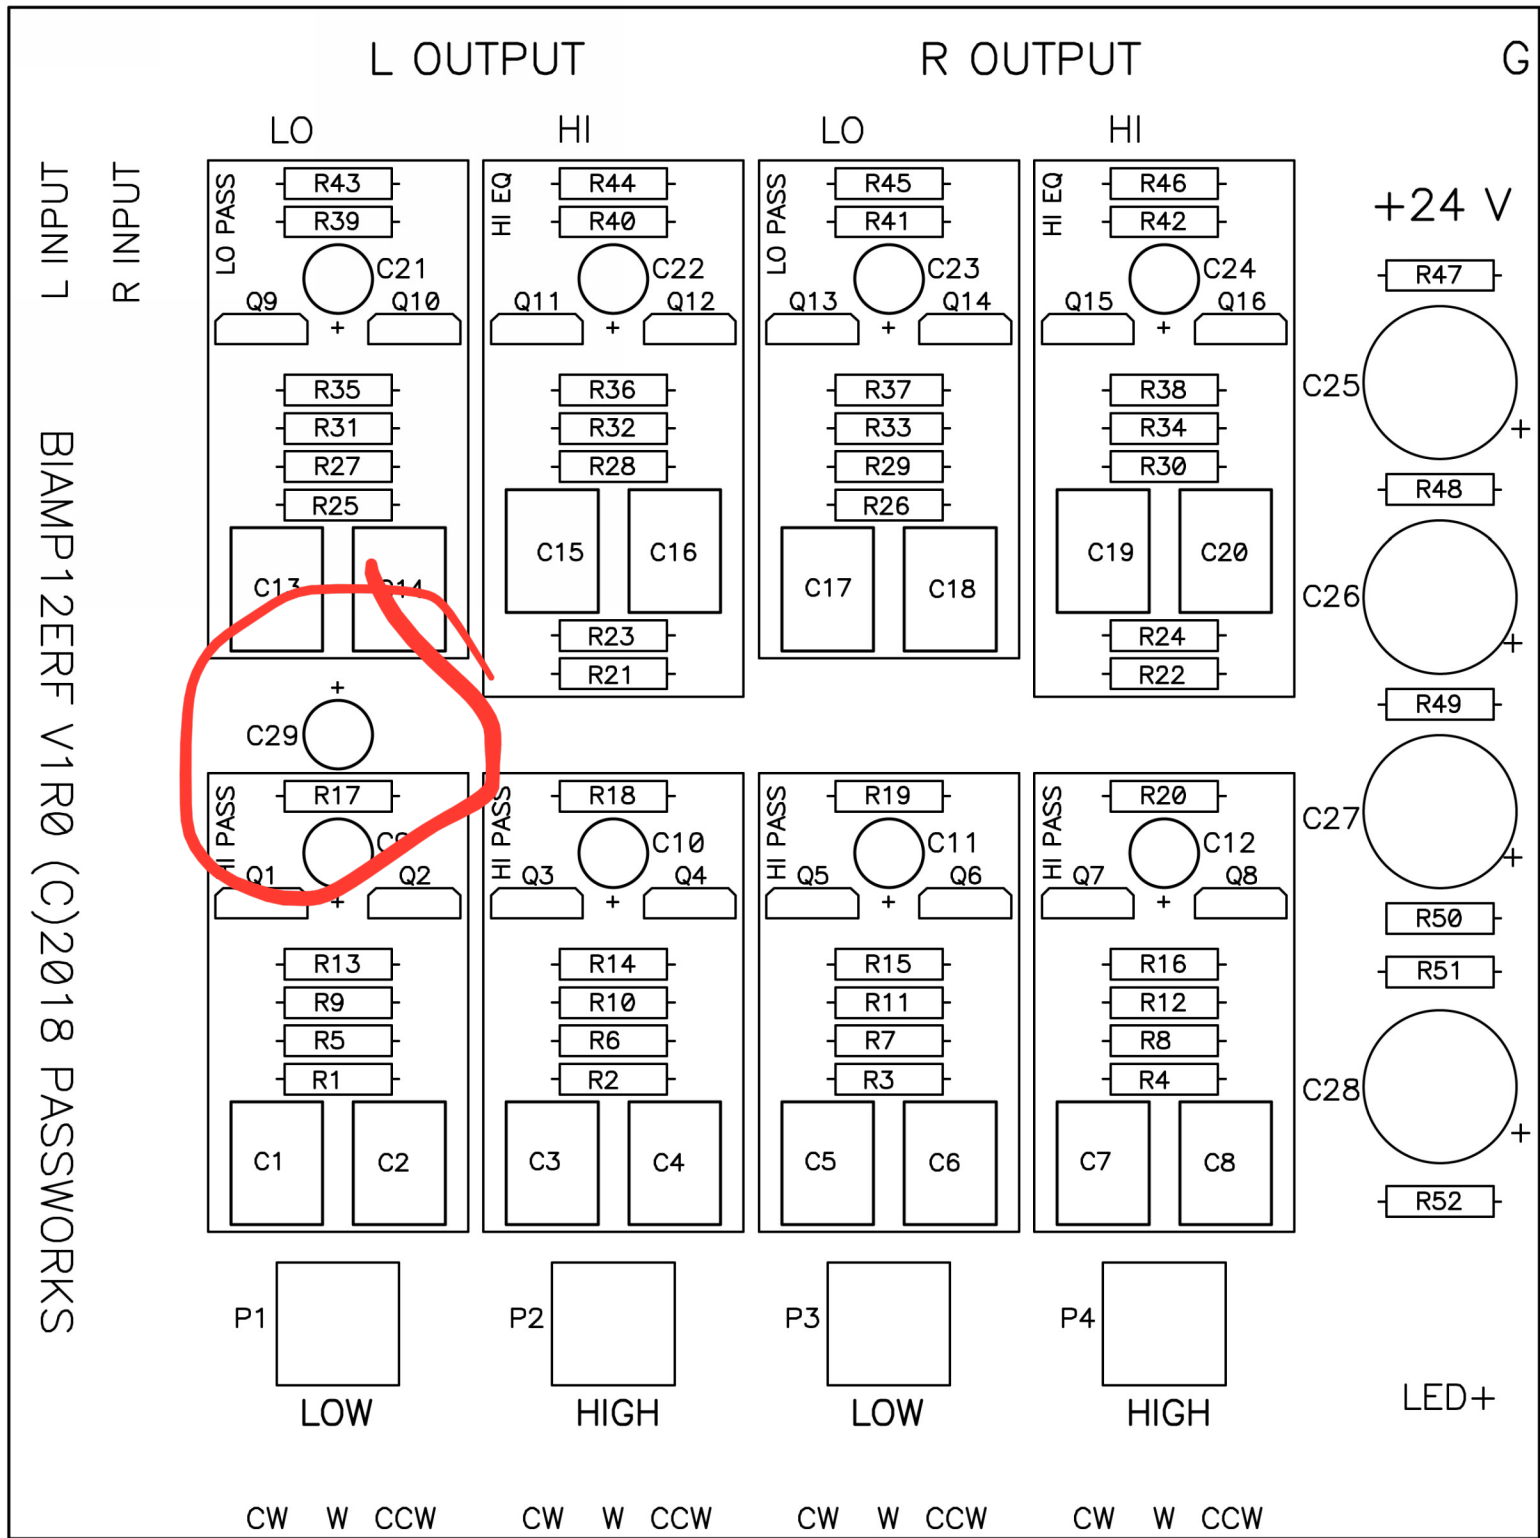 L OUTPUT R OUTPUT G
LO HI LO HI
L INPUT
R INPUT
+24 V
LO PASS HI EQ LO PASS HI EQ
R43 R44 R45 R46
R39 R40 R41 R42
C21 C22 C23 C24
R47
Q9 Q10 Q11 Q12 Q13 Q14 Q15 Q16
+ + + +
C25
+
R35 R36 R37 R38
R31 R32 R33 R34
R27 R28 R29 R30
R48
R25 R26
C15 C16 C19 C20
C13 C14 C17 C18
C26
+
R23 R24
R21 R22
+
R49
C29
HI PASS HI PASS HI PASS HI PASS
R17 R18 R19 R20
C27
+
C9 C10 C11 C12
Q1 Q2 Q3 Q4 Q5 Q6 Q7 Q8
+ + + +
R50
R13 R14 R15 R16
R51
R9 R10 R11 R12
R5 R6 R7 R8
R1 R2 R3 R4
C28
+
C1 C2 C3 C4 C5 C6 C7 C8
R52
P1 P2 P3 P4
LOW HIGH LOW HIGH
LED+
CW W CCW CW W CCW CW W CCW CW W CCW
BIAMP12ERF V1R0 (C)2018 PASSWORKS